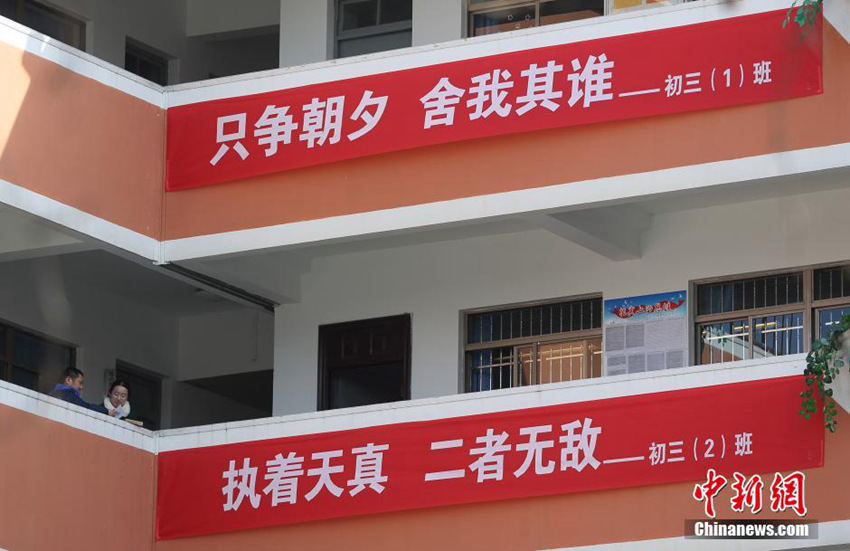 只争朝夕 舍我其谁——初三（1）班
执着天真 二者无敌——初三（2）班
中新网
Chinanews.com